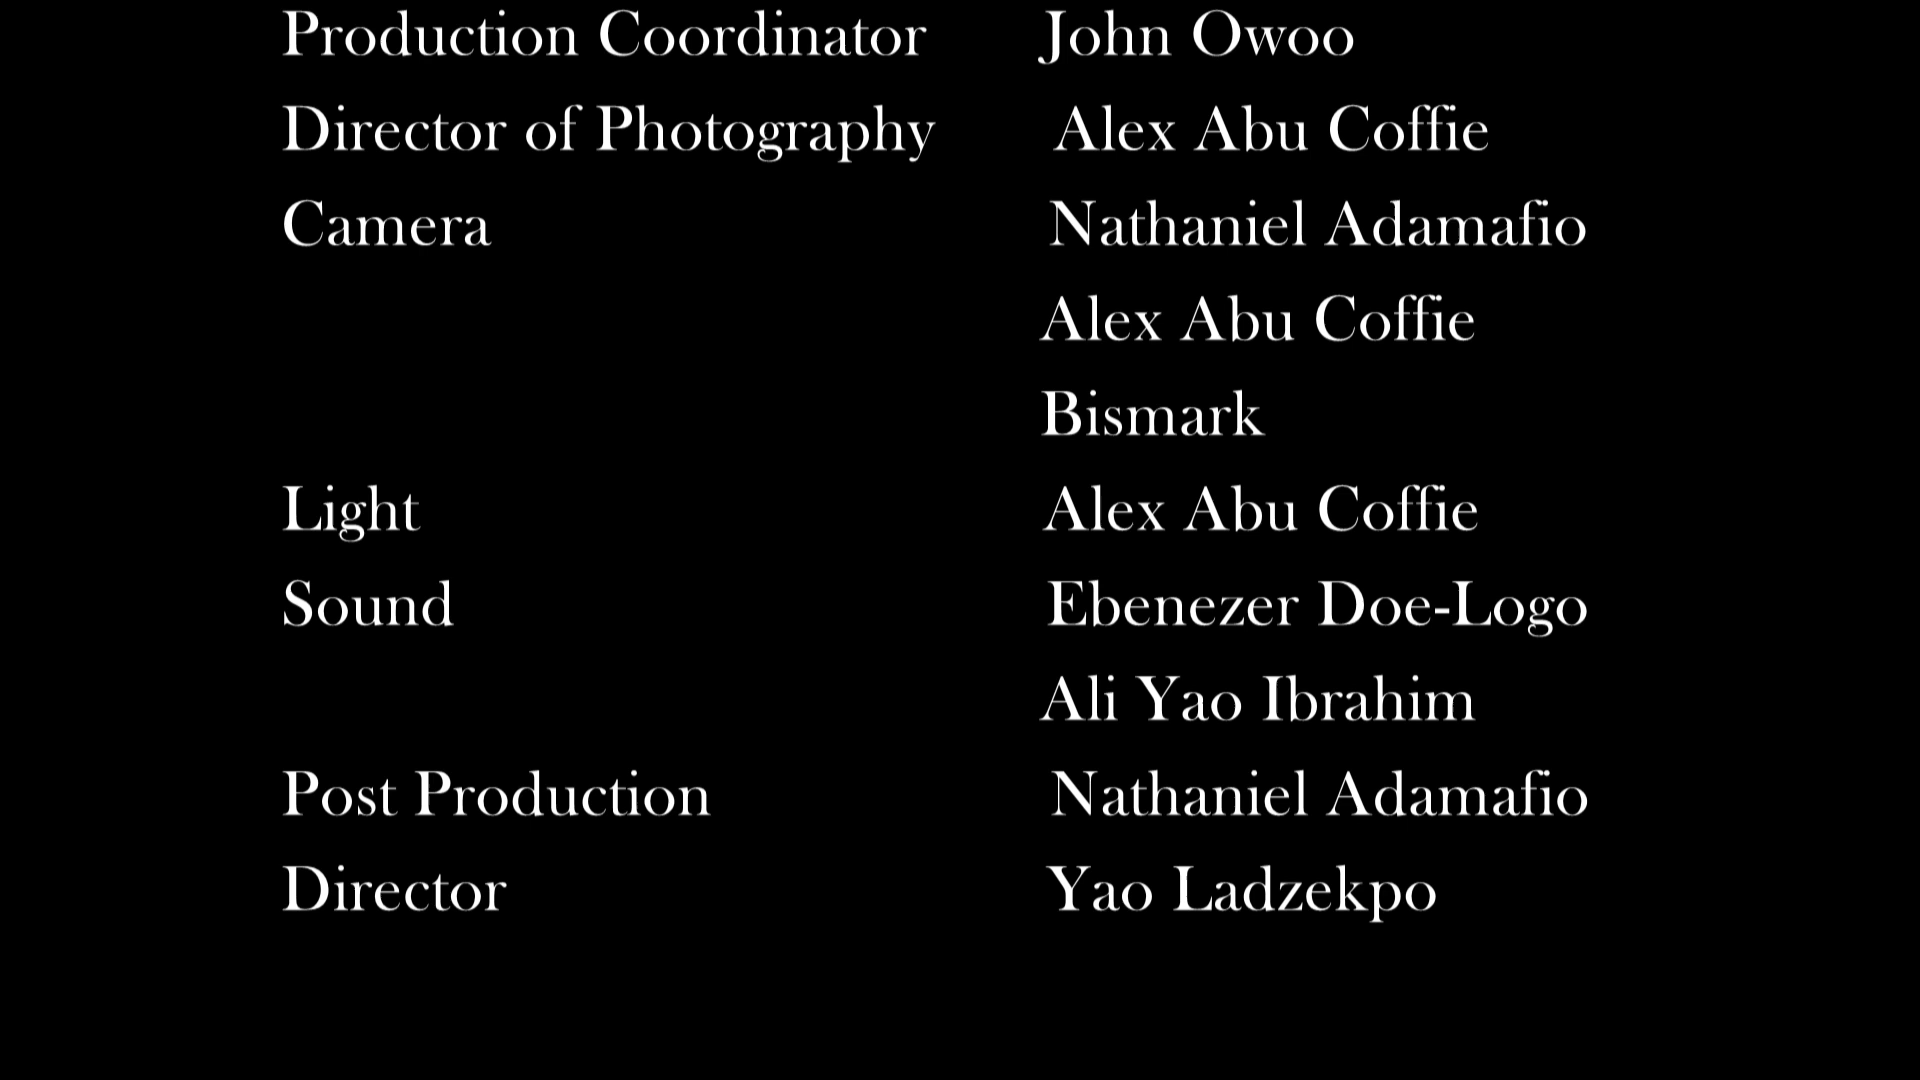 Production Coordinator John Owoo
Director of Photography Alex Abu Coffie
Camera Nathaniel Adamafio
Alex Abu Coffie
Bismark
Light Alex Abu Coffie
Sound Ebenezer Doe-Logo
Ali Yao Ibrahim
Post Production Nathaniel Adamafio
Director Yao Ladzekpo